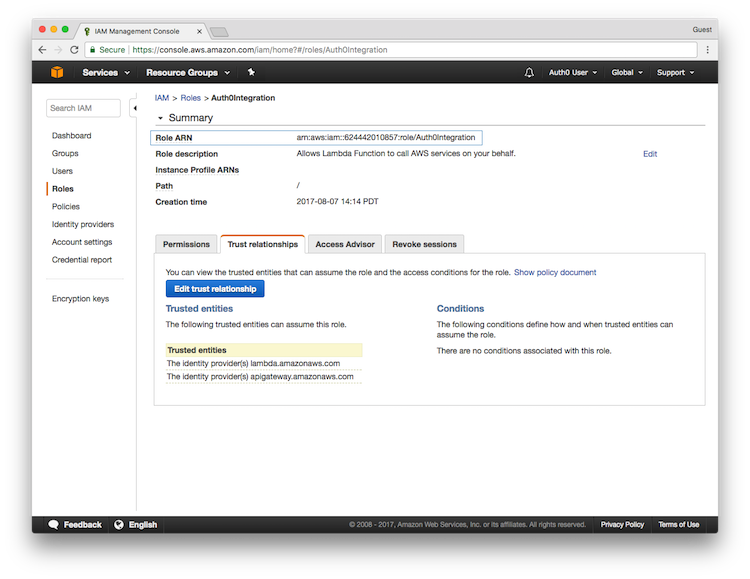 IAM Management Console
Guest
Secure https://console.aws.amazon.com/iam/home?#/roles/Auth0Integration
Services Resource Groups Auth0 User Global Support
Search IAM
Dashboard
Groups
Users
Roles
Policies
Identity providers
Account settings
Credential report
Encryption keys
IAM > Roles > Auth0Integration
Summary
Role ARN arn:aws:iam::624442010857:role/Auth0Integration
Role description Allows Lambda Function to call AWS services on your behalf. Edit
Instance Profile ARNs
Path /
Creation time 2017-08-07 14:14 PDT
Permissions Trust relationships Access Advisor Revoke sessions
You can view the trusted entities that can assume the role and the access conditions for the role. Show policy document
Edit trust relationship
Trusted entities
The following trusted entities can assume this role.
Trusted entities
The identity provider(s) lambda.amazonaws.com
The identity provider(s) apigateway.amazonaws.com
Conditions
The following conditions define how and when trusted entities can
assume the role.
There are no conditions associated with this role.
Feedback English © 2008 - 2017, Amazon Web Services, Inc. or its affiliates. All rights reserved. Privacy Policy Terms of Use